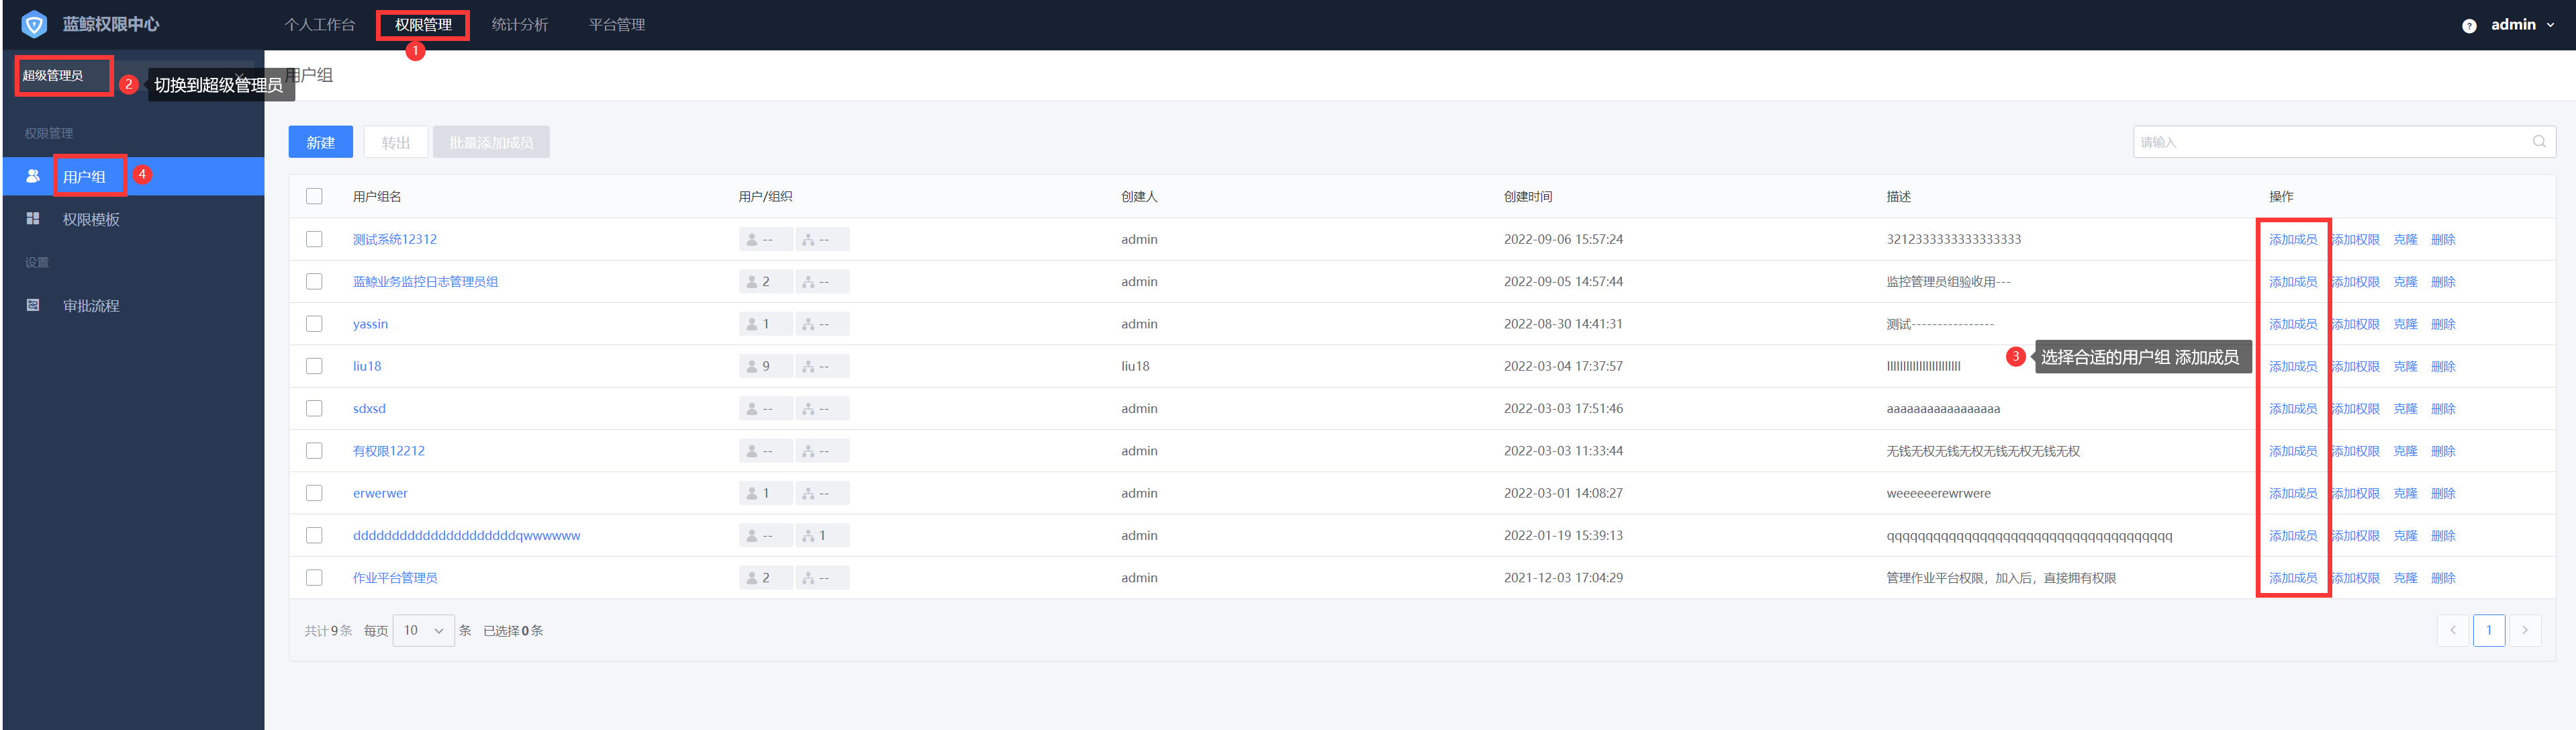 蓝鲸权限中心
个人工作台 权限管理 统计分析 平台管理
? admin
1
超级管理员
2 切换到超级管理员
用户组
权限管理
用户组 4
权限模板
设置
审批流程
新建 转出 批量添加成员
请输入
用户组名 用户/组织 创建人 创建时间 描述 操作
测试系统12312 -- -- admin 2022-09-06 15:57:24 3212333333333333333 添加成员 添加权限 克隆 删除
蓝鲸业务监控日志管理员组 2 -- admin 2022-09-05 14:57:44 监控管理员组验收用--- 添加成员 添加权限 克隆 删除
yassin 1 -- admin 2022-08-30 14:41:31 测试---------------- 添加成员 添加权限 克隆 删除
3 选择合适的用户组 添加成员
liu18 9 -- liu18 2022-03-04 17:37:57 添加成员 添加权限 克隆 删除
sdxsd -- -- admin 2022-03-03 17:51:46 aaaaaaaaaaaaaaaaa 添加成员 添加权限 克隆 删除
有权限12212 -- -- admin 2022-03-03 11:33:44 无钱无权无钱无权无钱无权无钱无权 添加成员 添加权限 克隆 删除
erwerwer 1 -- admin 2022-03-01 14:08:27 weeeeeerewrwere 添加成员 添加权限 克隆 删除
dddddddddddddddddddddqwwwwww -- 1 admin 2022-01-19 15:39:13 qqqqqqqqqqqqqqqqqqqqqqqqqqqqqqqqqqqqq 添加成员 添加权限 克隆 删除
作业平台管理员 2 -- admin 2021-12-03 17:04:29 管理作业平台权限，加入后，直接拥有权限 添加成员 添加权限 克隆 删除
共计9条 每页 10 条 已选择0条
1